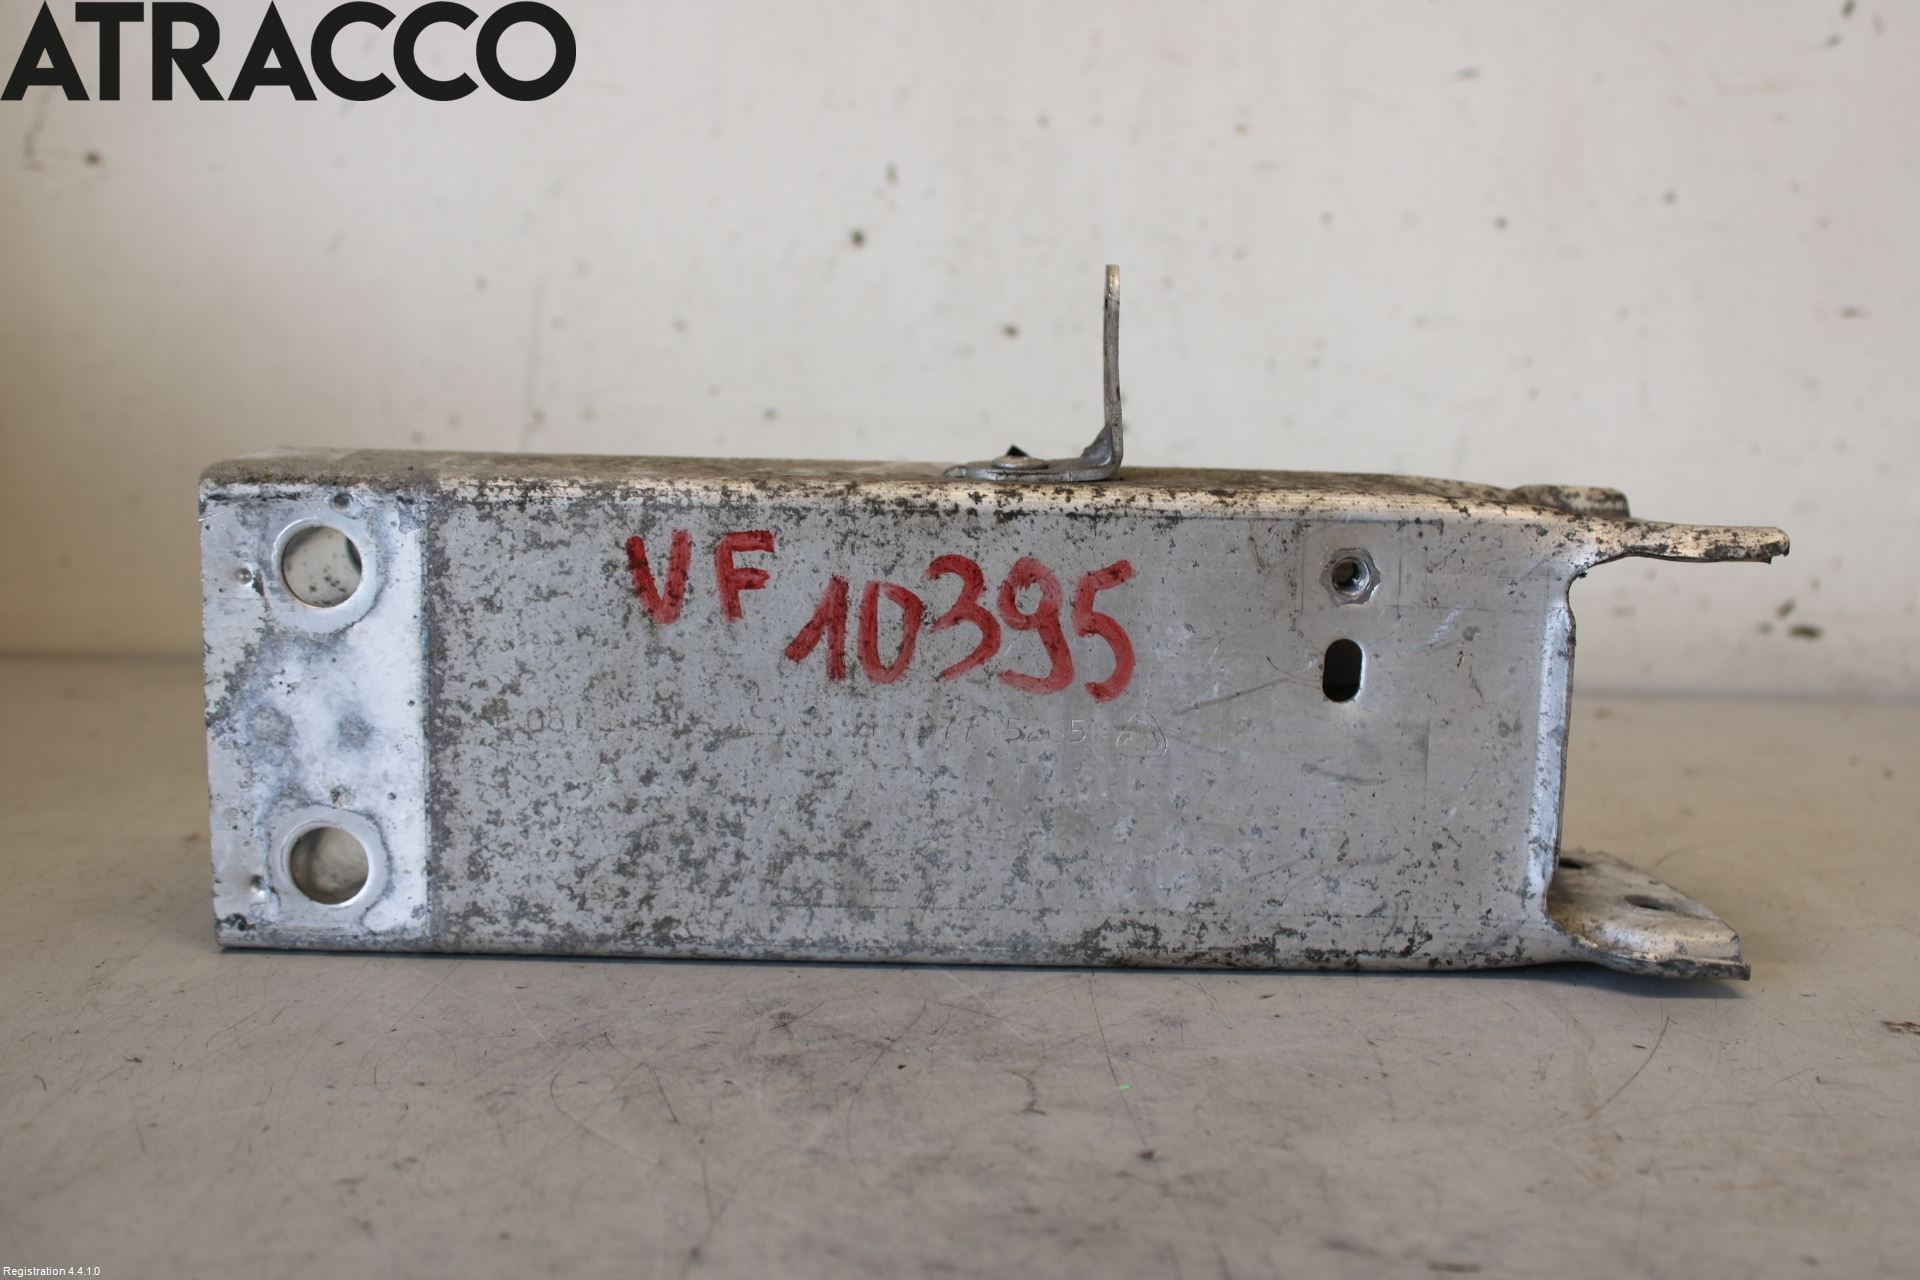 ATRACCO
VF
10395
Registration 4.4.1.0